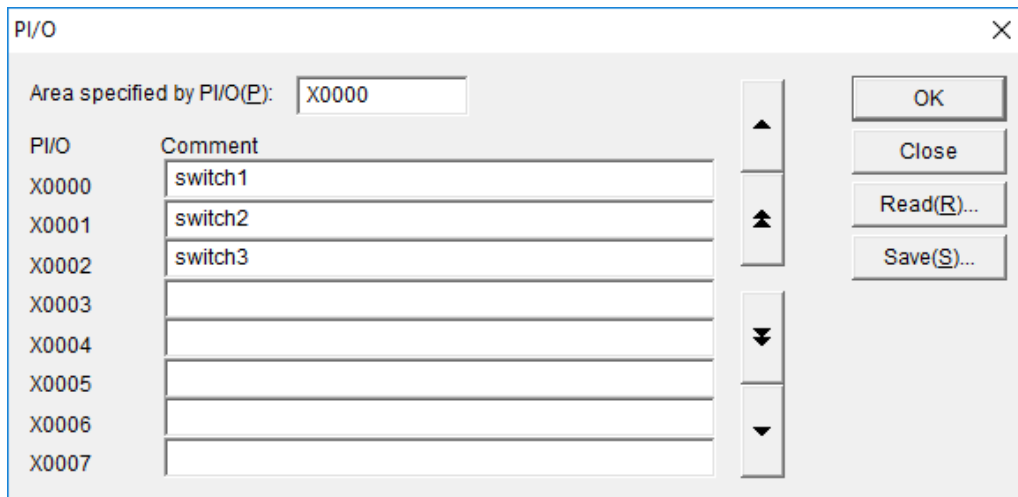 PI/O
Area specified by PI/O(P): X0000
PI/O Comment
X0000 switch1
X0001 switch2
X0002 switch3
X0003
X0004
X0005
X0006
X0007
OK
Close
Read(R)...
Save(S)...